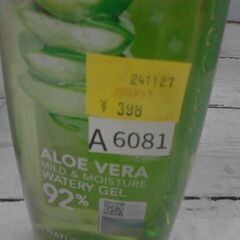 241127
¥ 398
A 6081
ALOE VERA
MILD & MOISTURE
WATERY GEL
92%